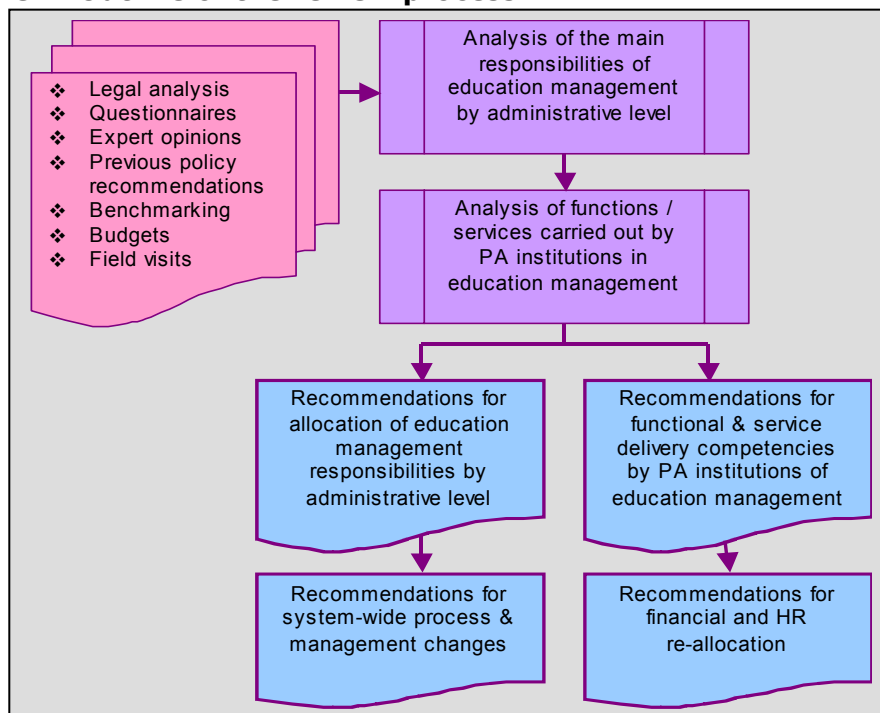 ❖ Legal analysis
❖ Questionnaires
❖ Expert opinions
❖ Previous policy
recommendations
❖ Benchmarking
❖ Budgets
❖ Field visits
Analysis of the main
responsibilities of
education management
by administrative level
Analysis of functions /
services carried out by
PA institutions in
education management
Recommendations for
allocation of education
management
responsibilities by
administrative level
Recommendations for
functional & service
delivery competencies
by PA institutions of
education management
Recommendations for
system-wide process &
management changes
Recommendations for
financial and HR
re-allocation